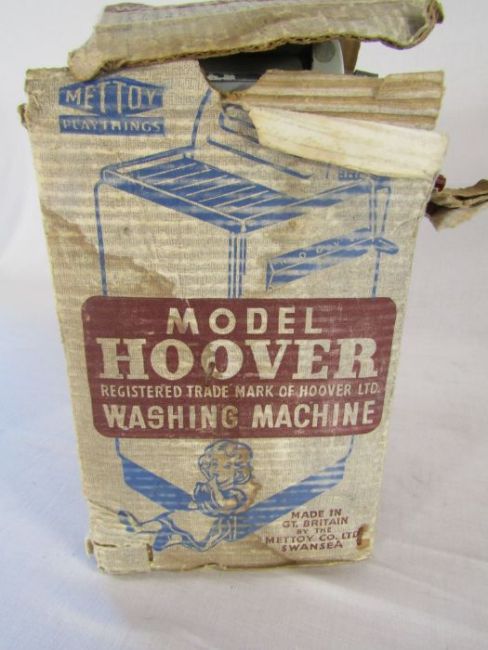 METTOY
PLAYTHINGS
MODEL
HOOVER
REGISTERED TRADE MARK OF HOOVER LTD.
WASHING MACHINE
MADE IN
GT. BRITAIN
BY THE
METTOY CO. LTD
SWANSEA